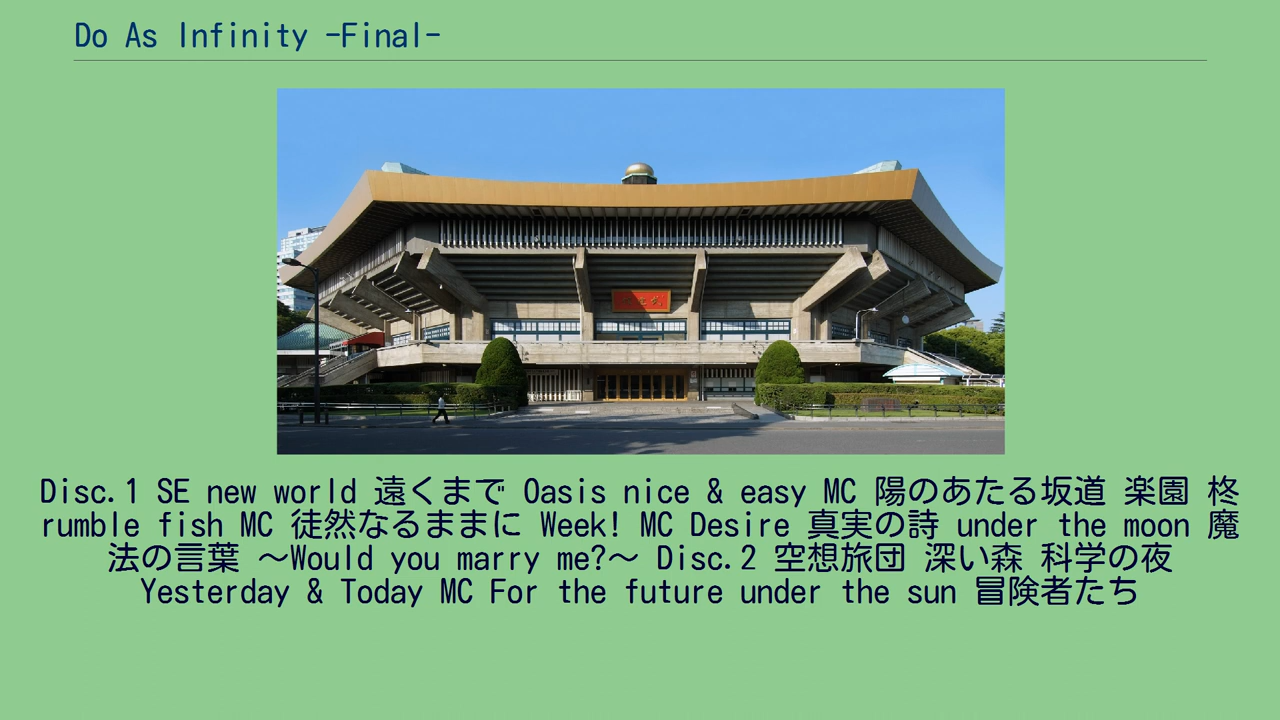 Do As Infinity -Final-
Disc.1 SE new world 遠くまで Oasis nice & easy MC 陽のあたる坂道 楽園 柊
rumble fish MC 徒然なるままに Week! MC Desire 真実の詩 under the moon 魔
法の言葉 ～Would you marry me?～ Disc.2 空想旅団 深い森 科学の夜
Yesterday & Today MC For the future under the sun 冒険者たち